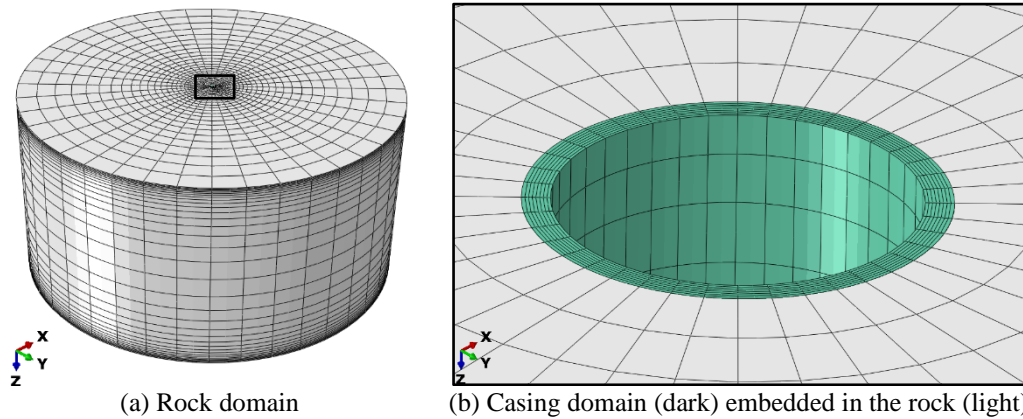 X
Y
Z
X
Y
Z
(a) Rock domain
(b) Casing domain (dark) embedded in the rock (light)